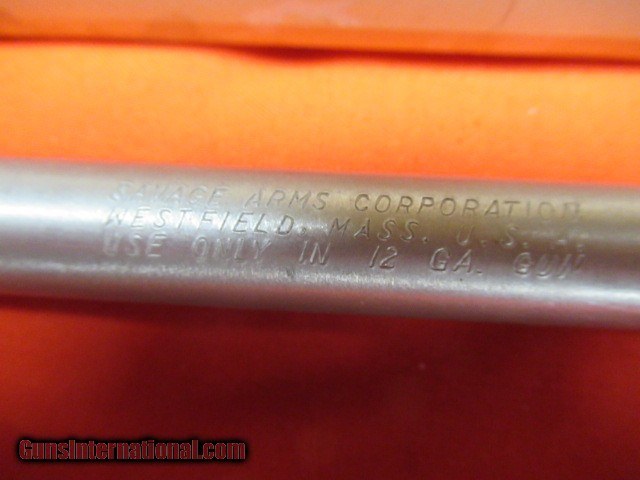 SAVAGE ARMS CORPORATION
WESTFIELD, MASS. U. S. A.
USE ONLY IN 12 GA. GUN
GunsInternational.com